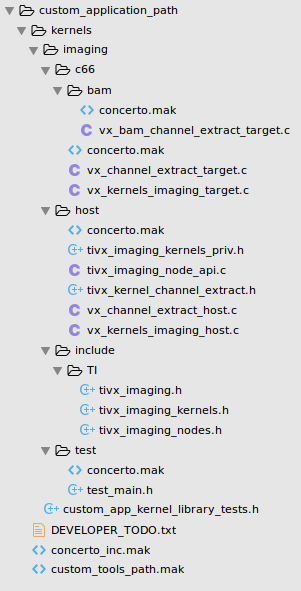 custom_application_path
kernels
imaging
c66
bam
concerto.mak
vx_bam_channel_extract_target.c
concerto.mak
vx_channel_extract_target.c
vx_kernels_imaging_target.c
host
concerto.mak
tivx_imaging_kernels_priv.h
tivx_imaging_node_api.c
tivx_kernel_channel_extract.h
vx_channel_extract_host.c
vx_kernels_imaging_host.c
include
TI
tivx_imaging.h
tivx_imaging_kernels.h
tivx_imaging_nodes.h
test
concerto.mak
test_main.h
custom_app_kernel_library_tests.h
DEVELOPER_TODO.txt
concerto_inc.mak
custom_tools_path.mak